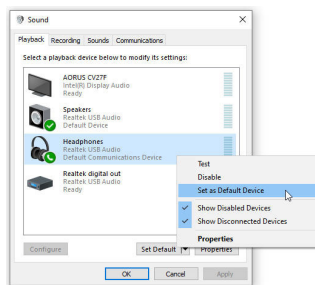 Sound
Playback Recording Sounds Communications
Select a playback device below to modify its settings:
AORUS CV27F
Intel(R) Display Audio
Ready
Speakers
Realtek USB Audio
Default Device
Headphones
Realtek USB Audio
Default Communications Device
Realtek digital out
Realtek USB Audio
Ready
Test
Disable
Set as Default Device
Show Disabled Devices
Show Disconnected Devices
Properties
Configure Set Default Properties
OK Cancel Apply